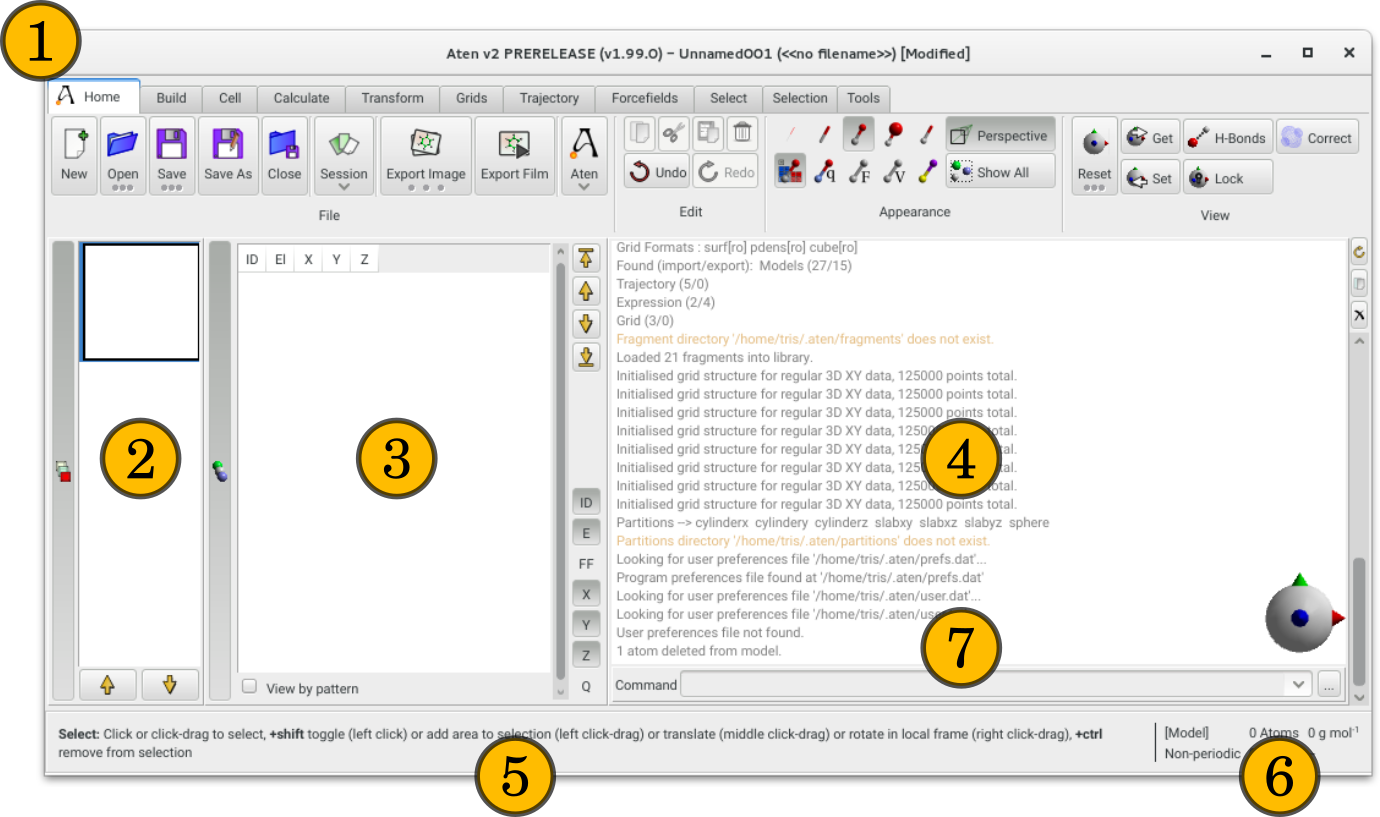 1
Aten v2 PRERELEASE (v1.99.0) – Unnamed001 (<<no filename>>) [Modified]
Home Build Cell Calculate Transform Grids Trajectory Forcefields Select Selection Tools
New Open Save Save As Close Session Export Image Export Film Aten
File
Undo Redo
Edit
Perspective
q F V Show All
Appearance
Reset Get H-Bonds Correct
Set Lock
View
ID El X Y Z
2
3
ID
E
FF
X
Y
Z
Q
View by pattern
Grid Formats : surf[ro] pdens[ro] cube[ro]
Found (import/export): Models (27/15)
Trajectory (5/0)
Expression (2/4)
Grid (3/0)
Fragment directory '/home/tris/.aten/fragments' does not exist.
Loaded 21 fragments into library.
Initialised grid structure for regular 3D XY data, 125000 points total.
Initialised grid structure for regular 3D XY data, 125000 points total.
Initialised grid structure for regular 3D XY data, 125000 points total.
Initialised grid structure for regular 3D XY data, 125 tal.
Initialised grid structure for regular 3D XY data, 125 tal.
Initialised grid structure for regular 3D XY data, 125 tal.
Initialised grid structure for regular 3D XY data, 12500 otal.
Initialised grid structure for regular 3D XY data, 125000 points total.
4
Partitions --> cylinderx cylindery cylinderz slabxy slabxz slabyz sphere
Partitions directory '/home/tris/.aten/partitions' does not exist.
Looking for user preferences file '/home/tris/.aten/prefs.dat'...
Program preferences file found at '/home/tris/.aten/prefs.dat'
Looking for user preferences file '/home/tris/.aten/user.dat'...
Looking for user preferences file '/home/tris/.aten/us
User preferences file not found.
1 atom deleted from model.
7
Command ...
Select: Click or click-drag to select, +shift toggle (left click) or add area to selection (left click-drag) or translate (middle click-drag) or rotate in local frame (right click-drag), +ctrl
remove from selection
5
[Model] 0 Atoms 0 g mol⁻¹
Non-periodic
6